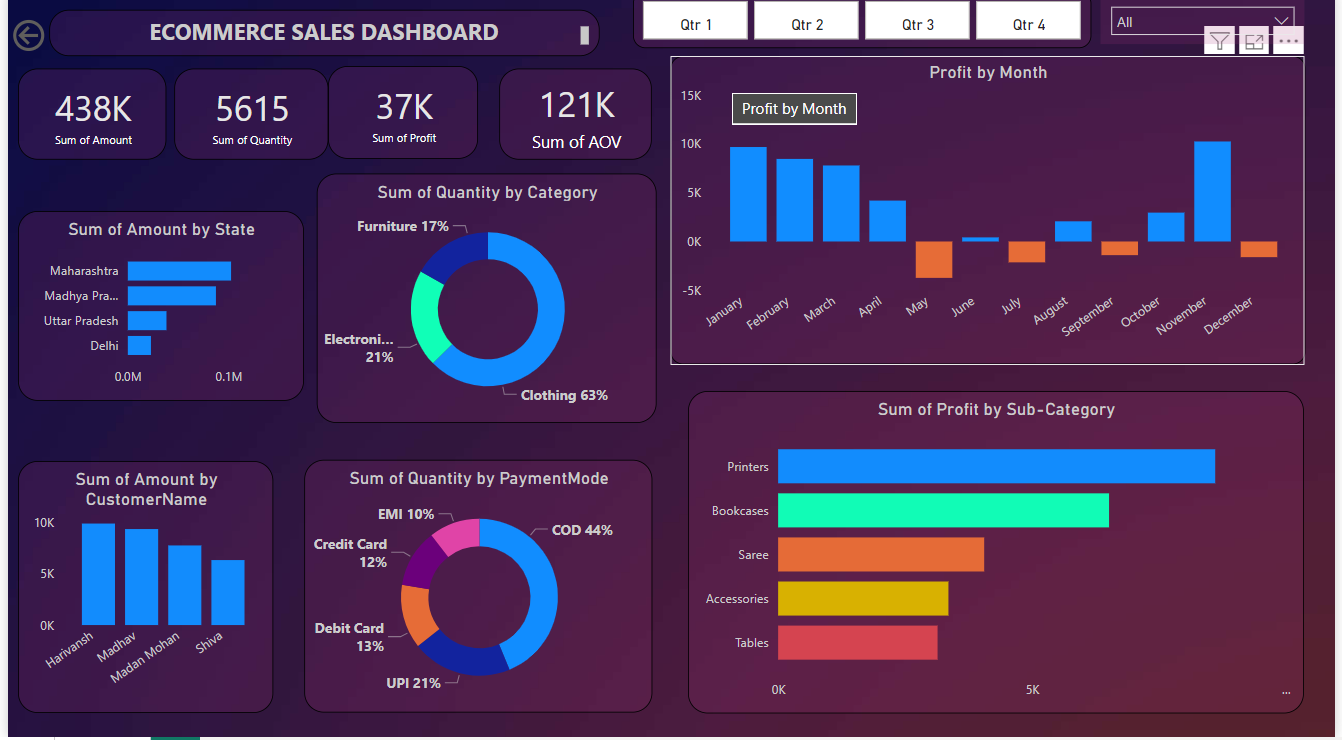 ECOMMERCE SALES DASHBOARD
Qtr 1
Qtr 2
Qtr 3
Qtr 4
All
438K
Sum of Amount
5615
Sum of Quantity
37K
Sum of Profit
121K
Sum of AOV
Profit by Month
Profit by Month
15K
10K
5K
0K
-5K
January
February
March
April
May
June
July
August
September
October
November
December
Sum of Amount by State
Maharashtra
Madhya Pra...
Uttar Pradesh
Delhi
0.0M
0.1M
Sum of Quantity by Category
Furniture 17%
Electroni...
21%
Clothing 63%
Sum of Amount by
CustomerName
10K
5K
0K
Harivansh
Madhav
Madan Mohan
Shiva
Sum of Quantity by PaymentMode
EMI 10%
COD 44%
Credit Card
12%
Debit Card
13%
UPI 21%
Sum of Profit by Sub-Category
Printers
Bookcases
Saree
Accessories
Tables
0K
5K
...